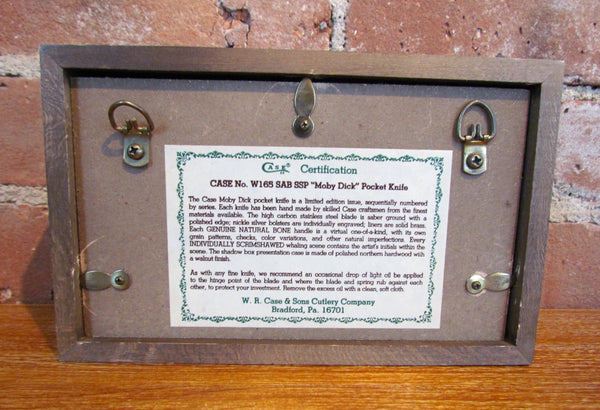 CASE Certification
CASE No. W165 SAB SSP "Moby Dick" Pocket Knife
The Case Moby Dick pocket knife is a limited edition issue, sequentially numbered
by series. Each knife has been hand made by skilled Case craftsmen from the finest
materials available. The high carbon stainless steel blade is saber ground with a
polished edge; nickle silver bolsters are individually engraved; liners are solid brass.
Each GENUINE NATURAL BONE handle is a virtual one-of-a-kind, with its own
grain patterns, checks, color variations, and other natural imperfections. Every
INDIVIDUALLY SCRIMSHAWED whaling scene contains the artist's initials within the
scene. The shadow box presentation case is made of polished northern hardwood with
a walnut finish.
As with any fine knife, we recommend an occasional drop of light oil be applied
to the hinge point of the blade and where the blade and spring rub against each
other, to protect your investment. Remove the excess oil with a clean, soft cloth.
W. R. Case & Sons Cutlery Company
Bradford, Pa. 16701